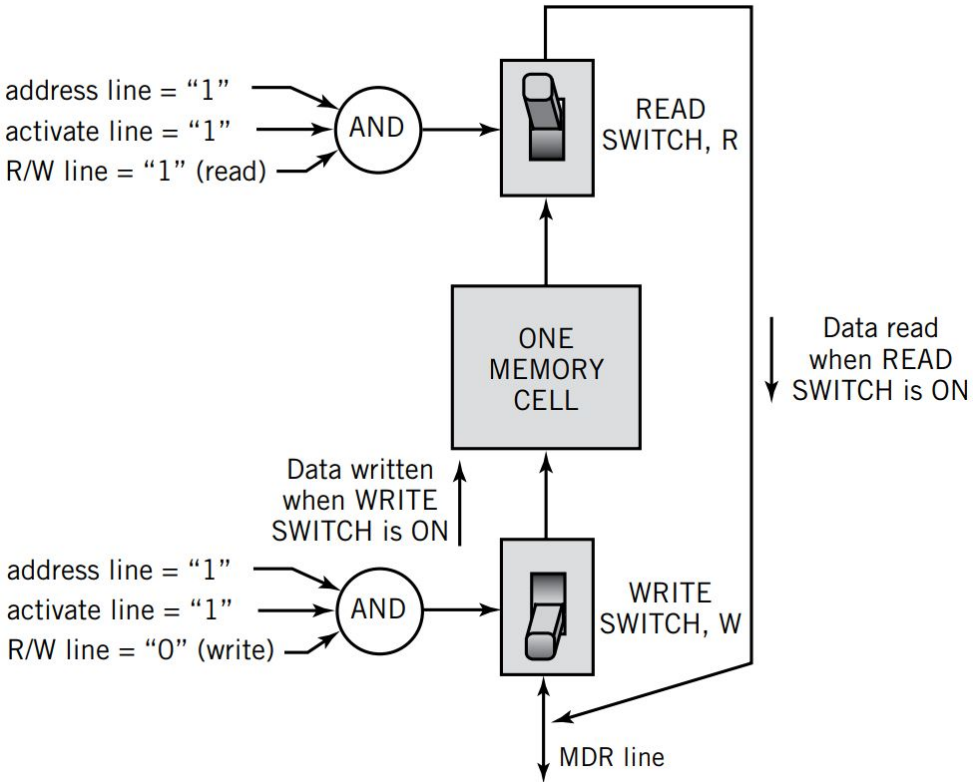 address line = “1”
activate line = “1”
R/W line = “1” (read)
AND
READ
SWITCH, R
ONE
MEMORY
CELL
Data read
when READ
SWITCH is ON
Data written
when WRITE
SWITCH is ON
address line = “1”
activate line = “1”
R/W line = “0” (write)
AND
WRITE
SWITCH, W
MDR line